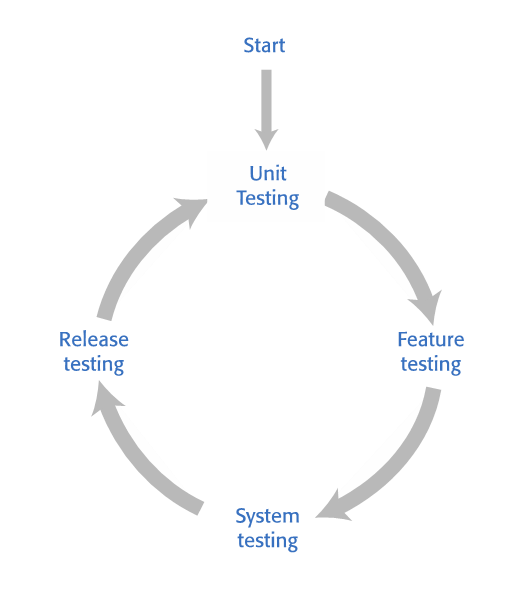 Start
Unit
Testing
Feature
testing
System
testing
Release
testing